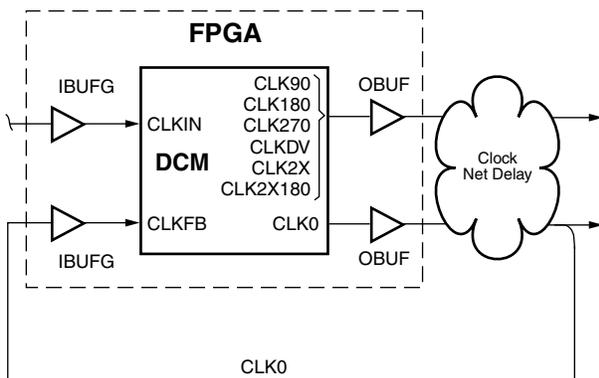 FPGA
IBUFG
CLKIN
DCM
CLKFB
IBUFG
CLK90
CLK180
CLK270
CLKDV
CLK2X
CLK2X180
CLK0
OBUF
OBUF
Clock
Net Delay
CLK0